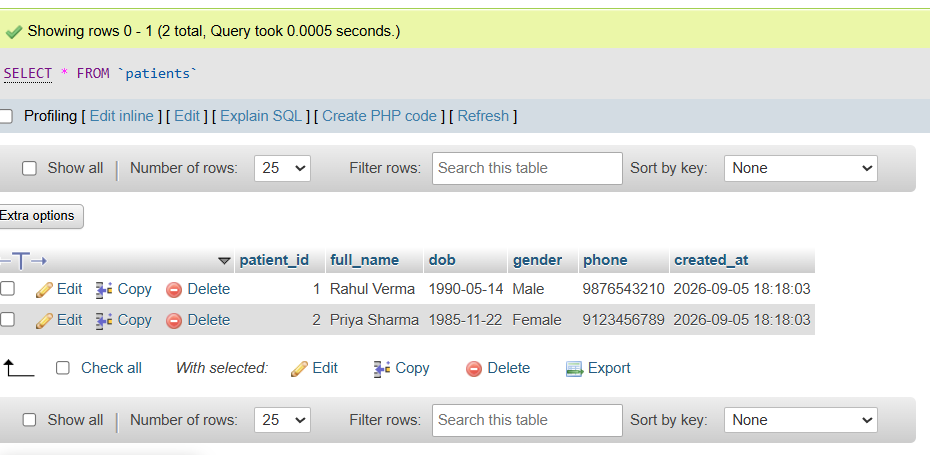 Showing rows 0 - 1 (2 total, Query took 0.0005 seconds.)
SELECT * FROM `patients`
Profiling [ Edit inline ] [ Edit ] [ Explain SQL ] [ Create PHP code ] [ Refresh ]
Show all | Number of rows: 25 Filter rows: Search this table Sort by key: None
Extra options
patient_id full_name dob gender phone created_at
Edit Copy Delete 1 Rahul Verma 1990-05-14 Male 9876543210 2026-09-05 18:18:03
Edit Copy Delete 2 Priya Sharma 1985-11-22 Female 9123456789 2026-09-05 18:18:03
Check all With selected: Edit Copy Delete Export
Show all | Number of rows: 25 Filter rows: Search this table Sort by key: None